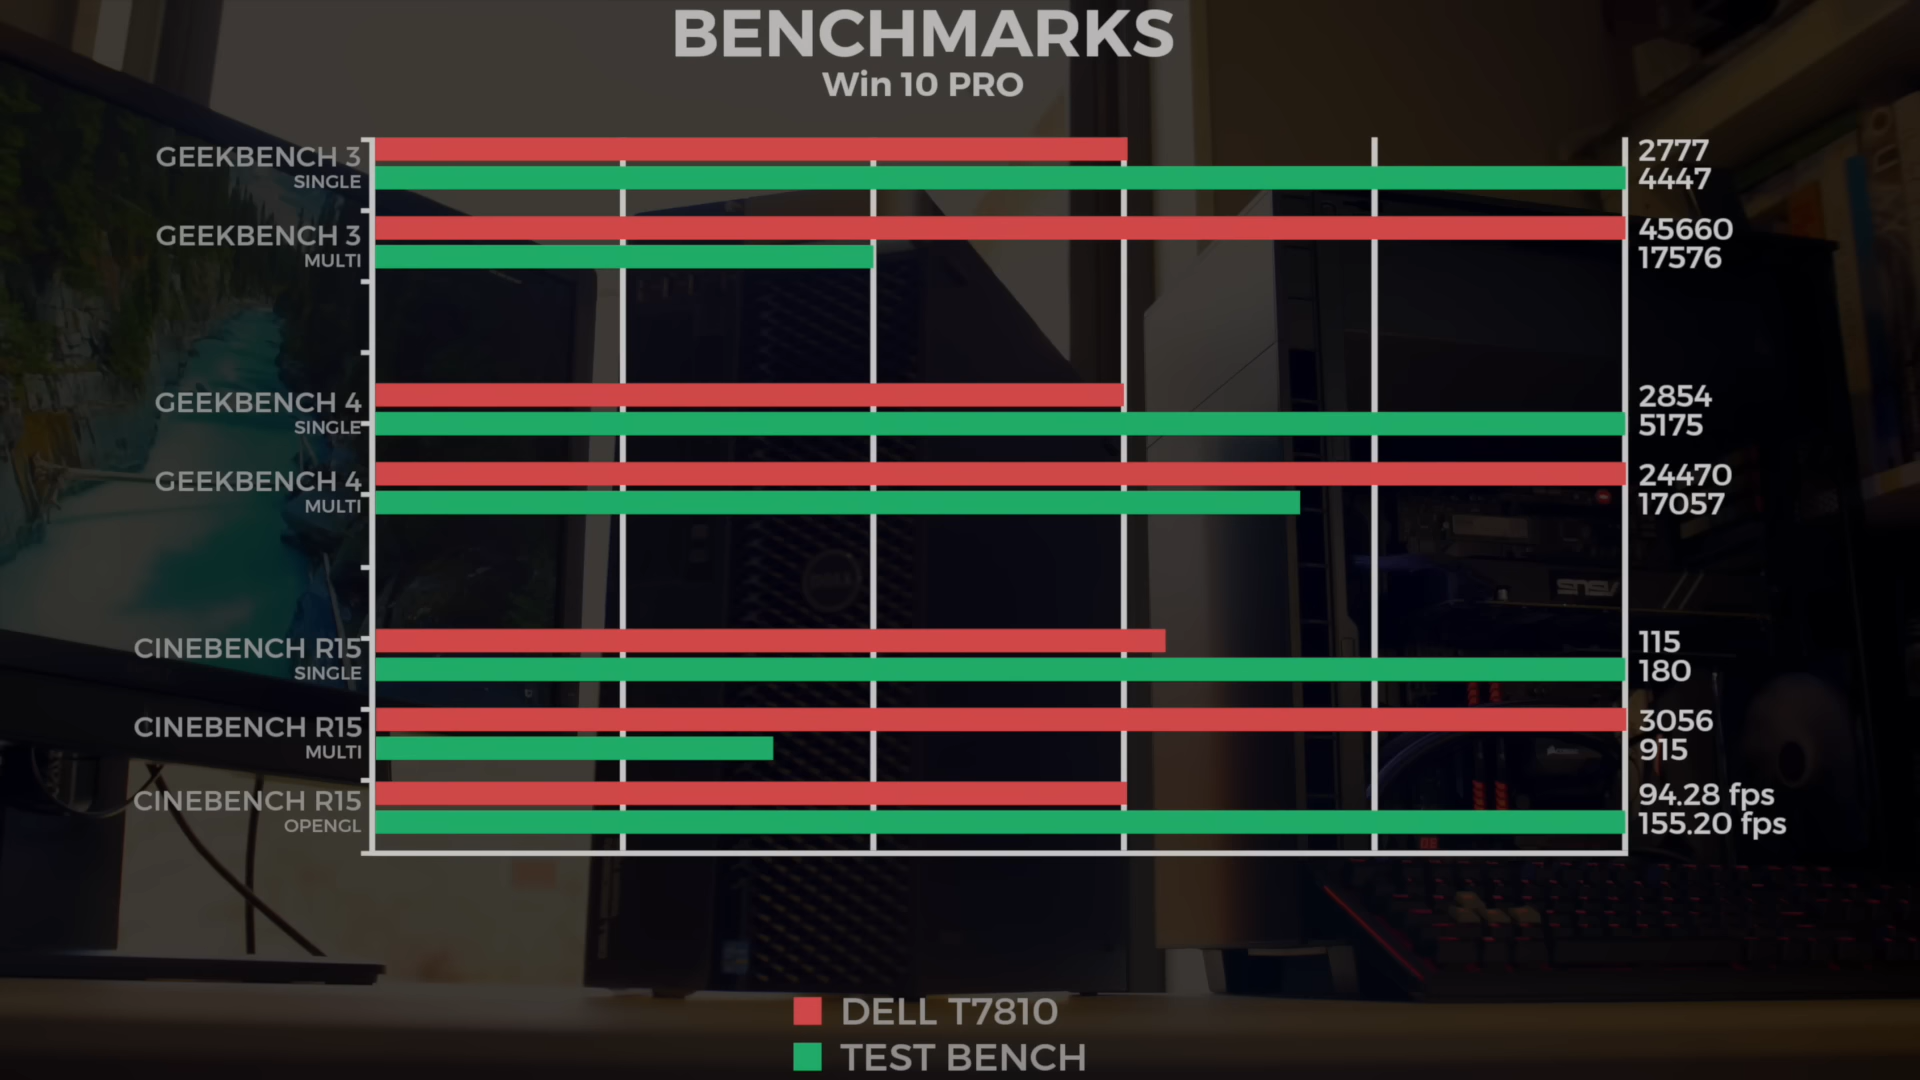 BENCHMARKS
Win 10 PRO
GEEKBENCH 3
SINGLE
2777
4447
GEEKBENCH 3
MULTI
45660
17576
GEEKBENCH 4
SINGLE
2854
5175
GEEKBENCH 4
MULTI
24470
17057
CINEBENCH R15
SINGLE
115
180
CINEBENCH R15
MULTI
3056
915
CINEBENCH R15
OPENGL
94.28 fps
155.20 fps
DELL
ASUS
DELL T7810
TEST BENCH